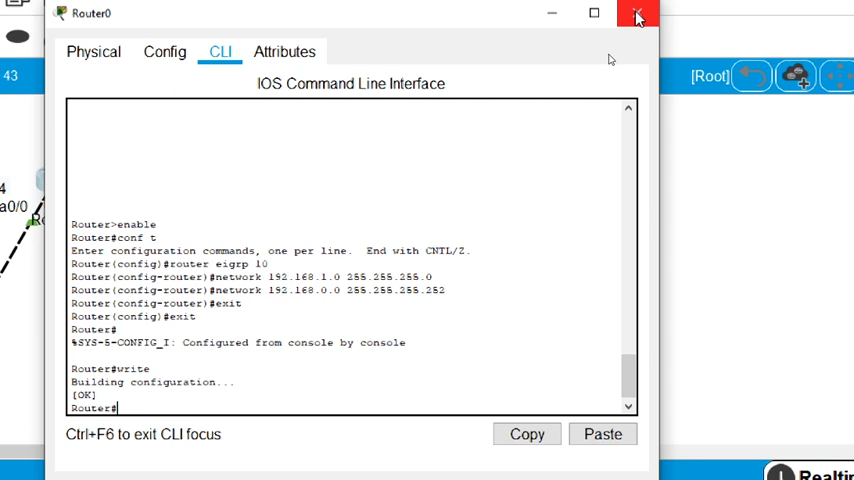 Router0
Physical Config CLI Attributes
43
[Root]
IOS Command Line Interface
4
a0/0
Router>enable
Router#conf t
Enter configuration commands, one per line. End with CNTL/Z.
Router(config)#router eigrp 10
Router(config-router)#network 192.168.1.0 255.255.255.0
Router(config-router)#network 192.168.0.0 255.255.255.252
Router(config-router)#exit
Router(config)#exit
Router#
%SYS-5-CONFIG_I: Configured from console by console
Router#write
Building configuration...
[OK]
Router#
Ctrl+F6 to exit CLI focus
Copy Paste